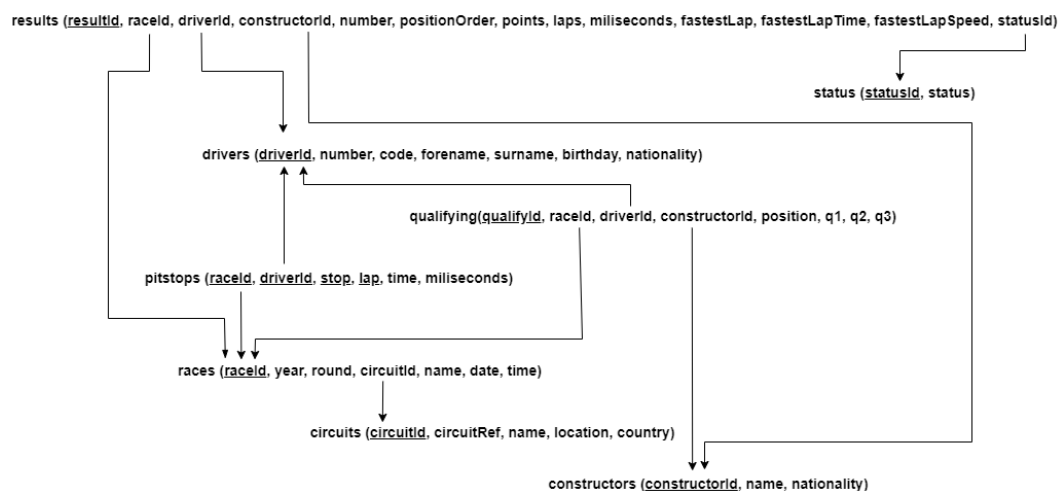 results (resultId, raceId, driverId, constructorId, number, positionOrder, points, laps, miliseconds, fastestLap, fastestLapTime, fastestLapSpeed, statusId)
status (statusId, status)
drivers (driverId, number, code, forename, surname, birthday, nationality)
qualifying(qualifyId, raceId, driverId, constructorId, position, q1, q2, q3)
pitstops (raceId, driverId, stop, lap, time, miliseconds)
races (raceId, year, round, circuitId, name, date, time)
circuits (circuitId, circuitRef, name, location, country)
constructors (constructorId, name, nationality)